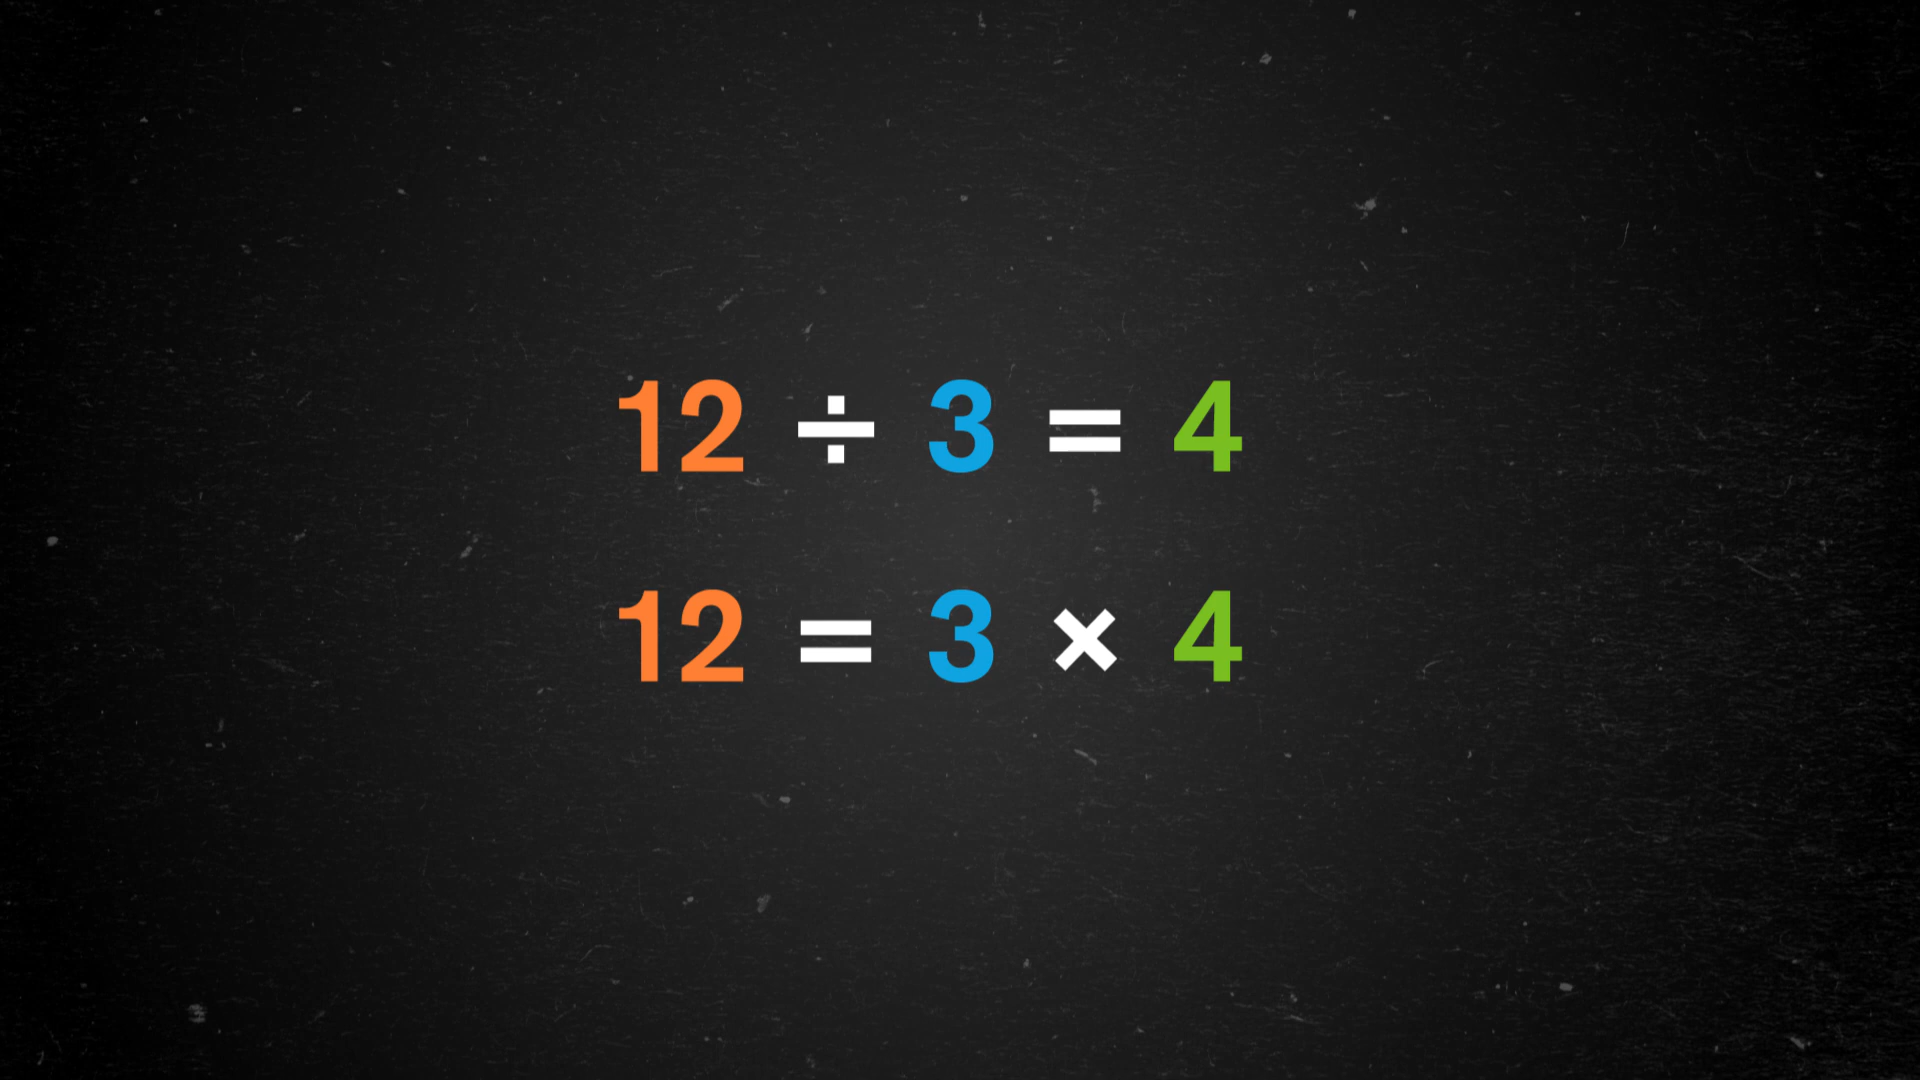 12 ÷ 3 = 4
12 = 3 × 4